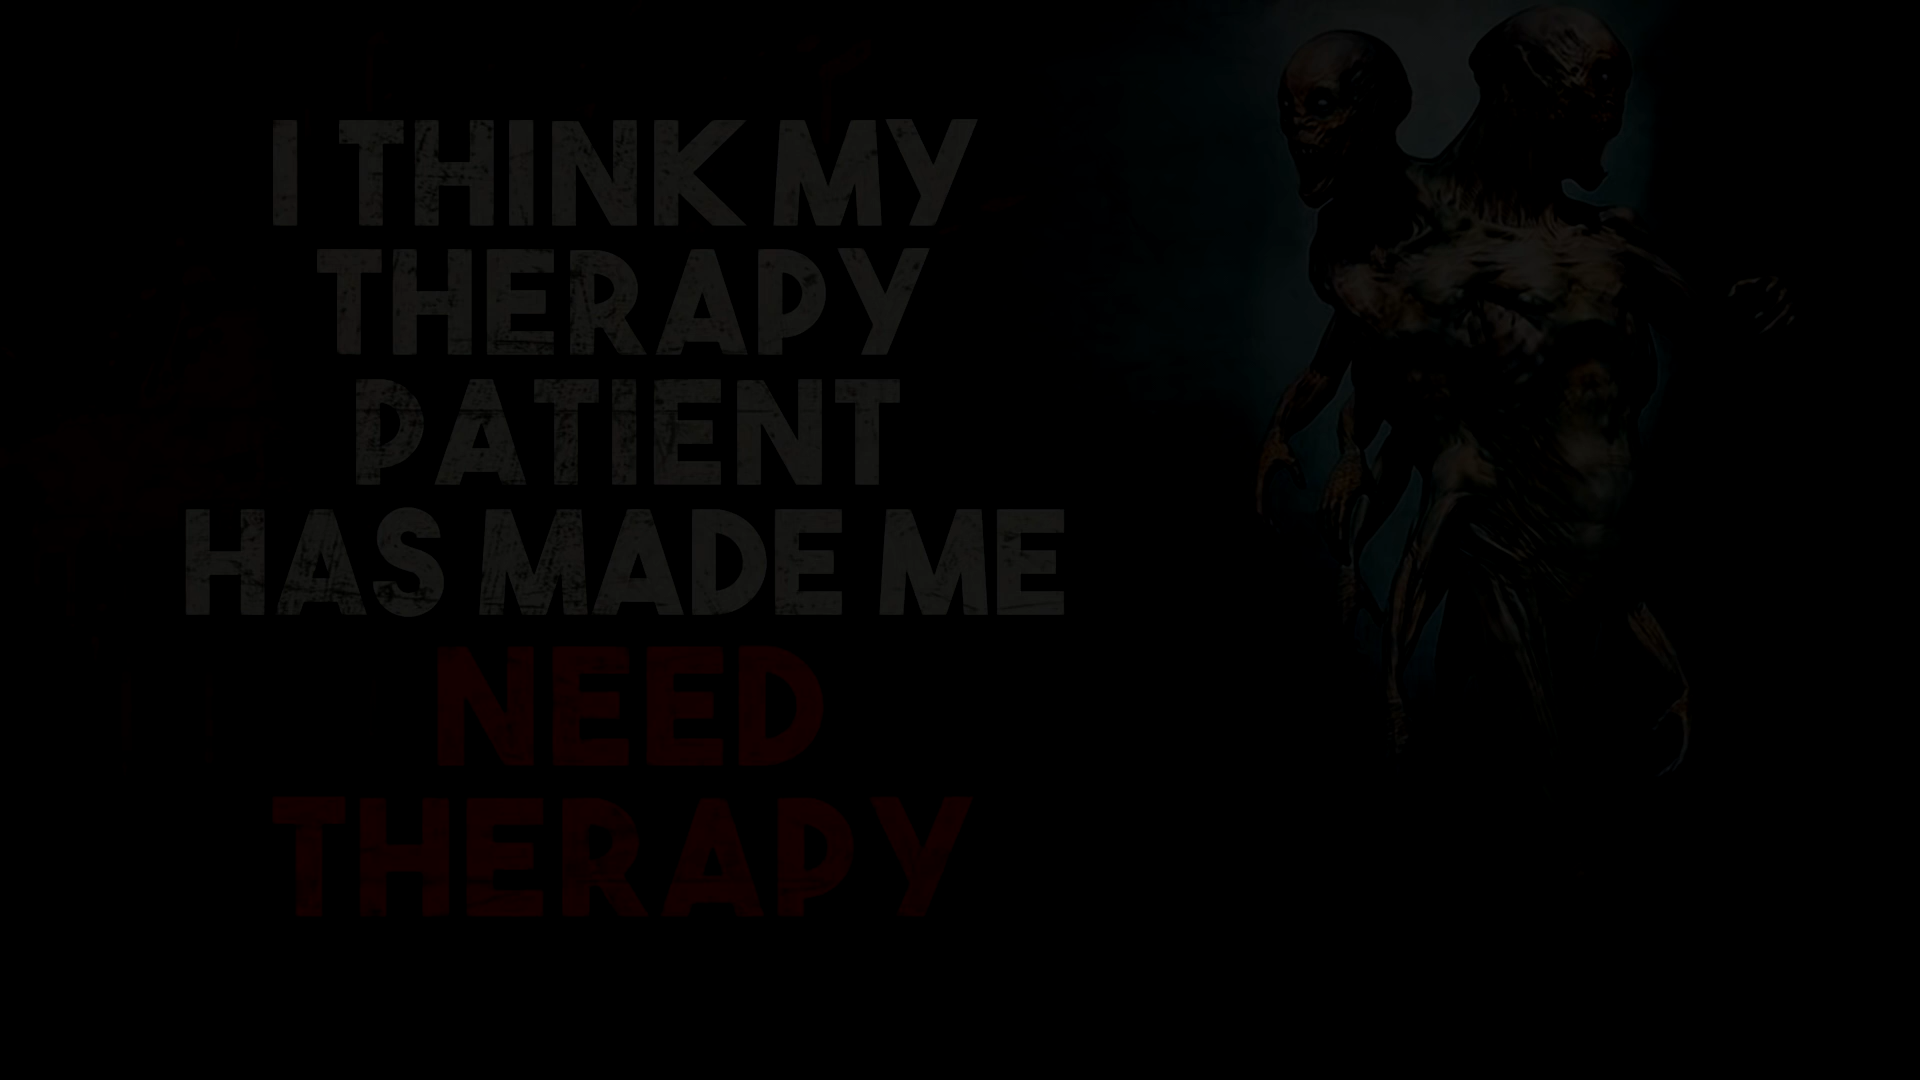 I THINK MY
THERAPY
PATIENT
HAS MADE ME
NEED
THERAPY